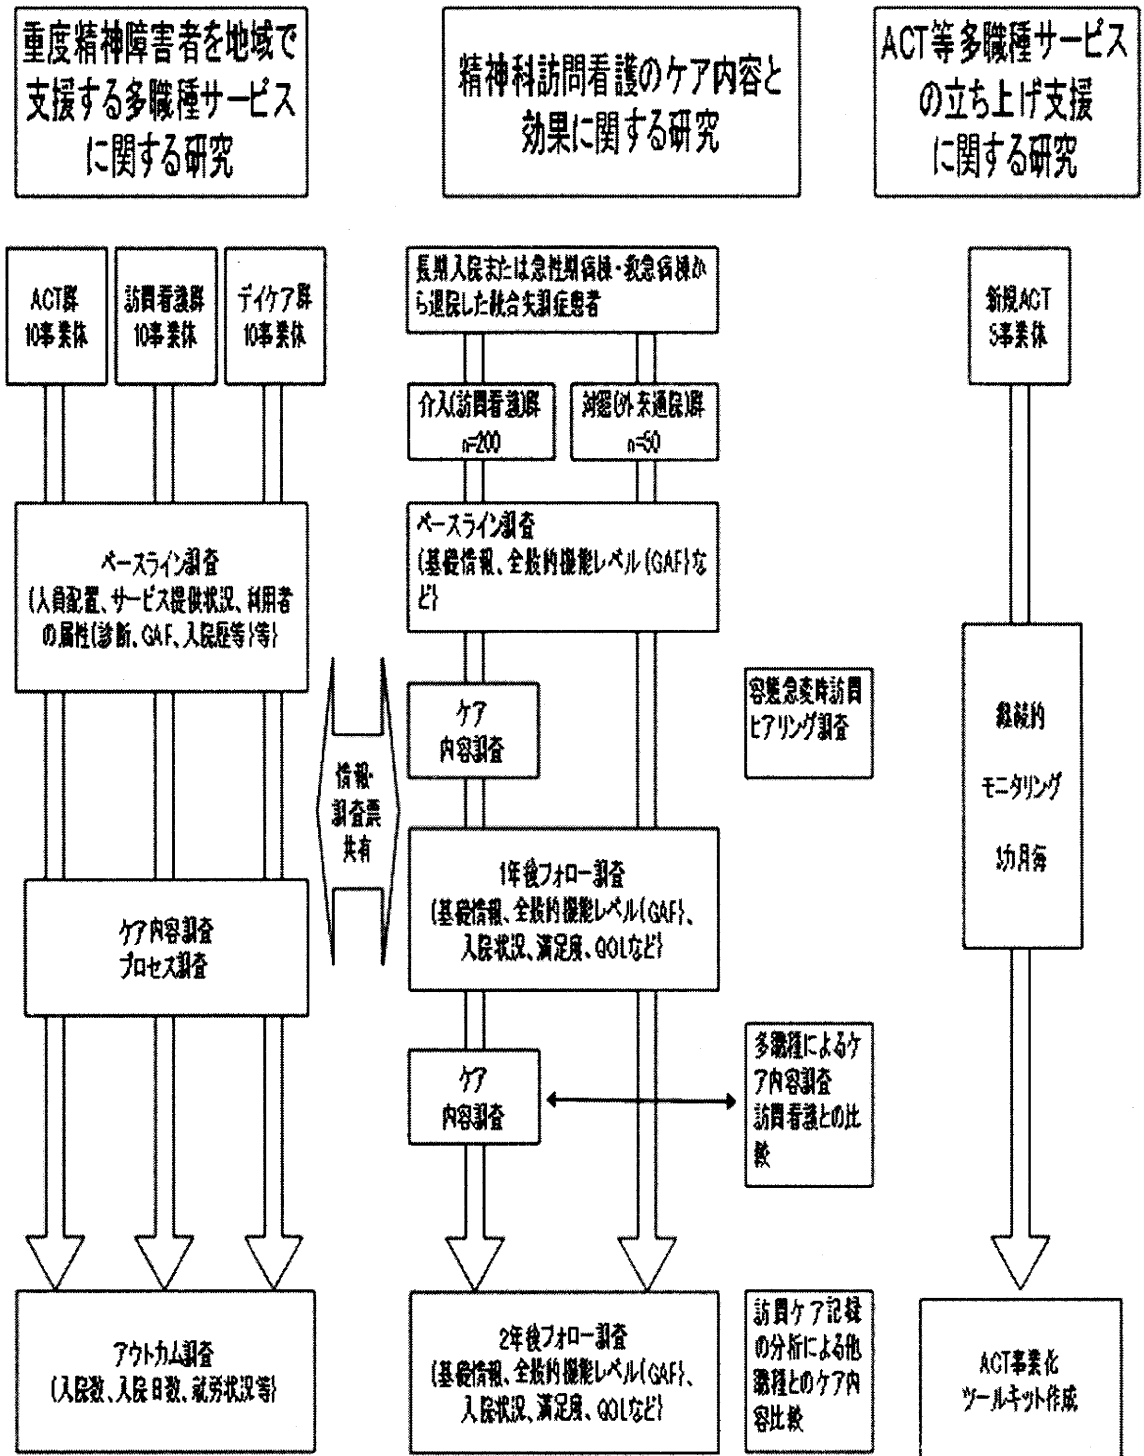 重度精神障害者を地域で
支援する多職種サービス
に関する研究
精神科訪問看護のケア内容と
効果に関する研究
ACT等多職種サービス
の立ち上げ支援
に関する研究
ACT群
10事業体
訪問看護群
10事業体
デイケア群
10事業体
ベースライン調査
(人員配置、サービス提供状況、利用者
の属性(診断、GAF、入院歴等)等)
ケア内容調査
プロセス調査
アウトカム調査
(入院数、入院日数、就労状況等)
情報・
調査票
共有
長期入院または急性期病棟・救急病棟か
ら退院した統合失調症患者
介入(訪問看護)群
n=200
対照(外来通院)群
n=50
ベースライン調査
(基礎情報、全般的機能レベル(GAF)な
ど)
ケア
内容調査
1年後フォロー調査
(基礎情報、全般的機能レベル(GAF)、
入院状況、満足度、QOLなど)
ケア
内容調査
2年後フォロー調査
(基礎情報、全般的機能レベル(GAF)、
入院状況、満足度、QOLなど)
容態急変時訪問
ヒアリング調査
多職種によるケ
ア内容調査
訪問看護との比
較
訪問ケア記録
の分析による他
職種とのケア内
容比較
新規ACT
5事業体
継続的
モニタリング
カ月毎
ACT事業化
ツールキット作成